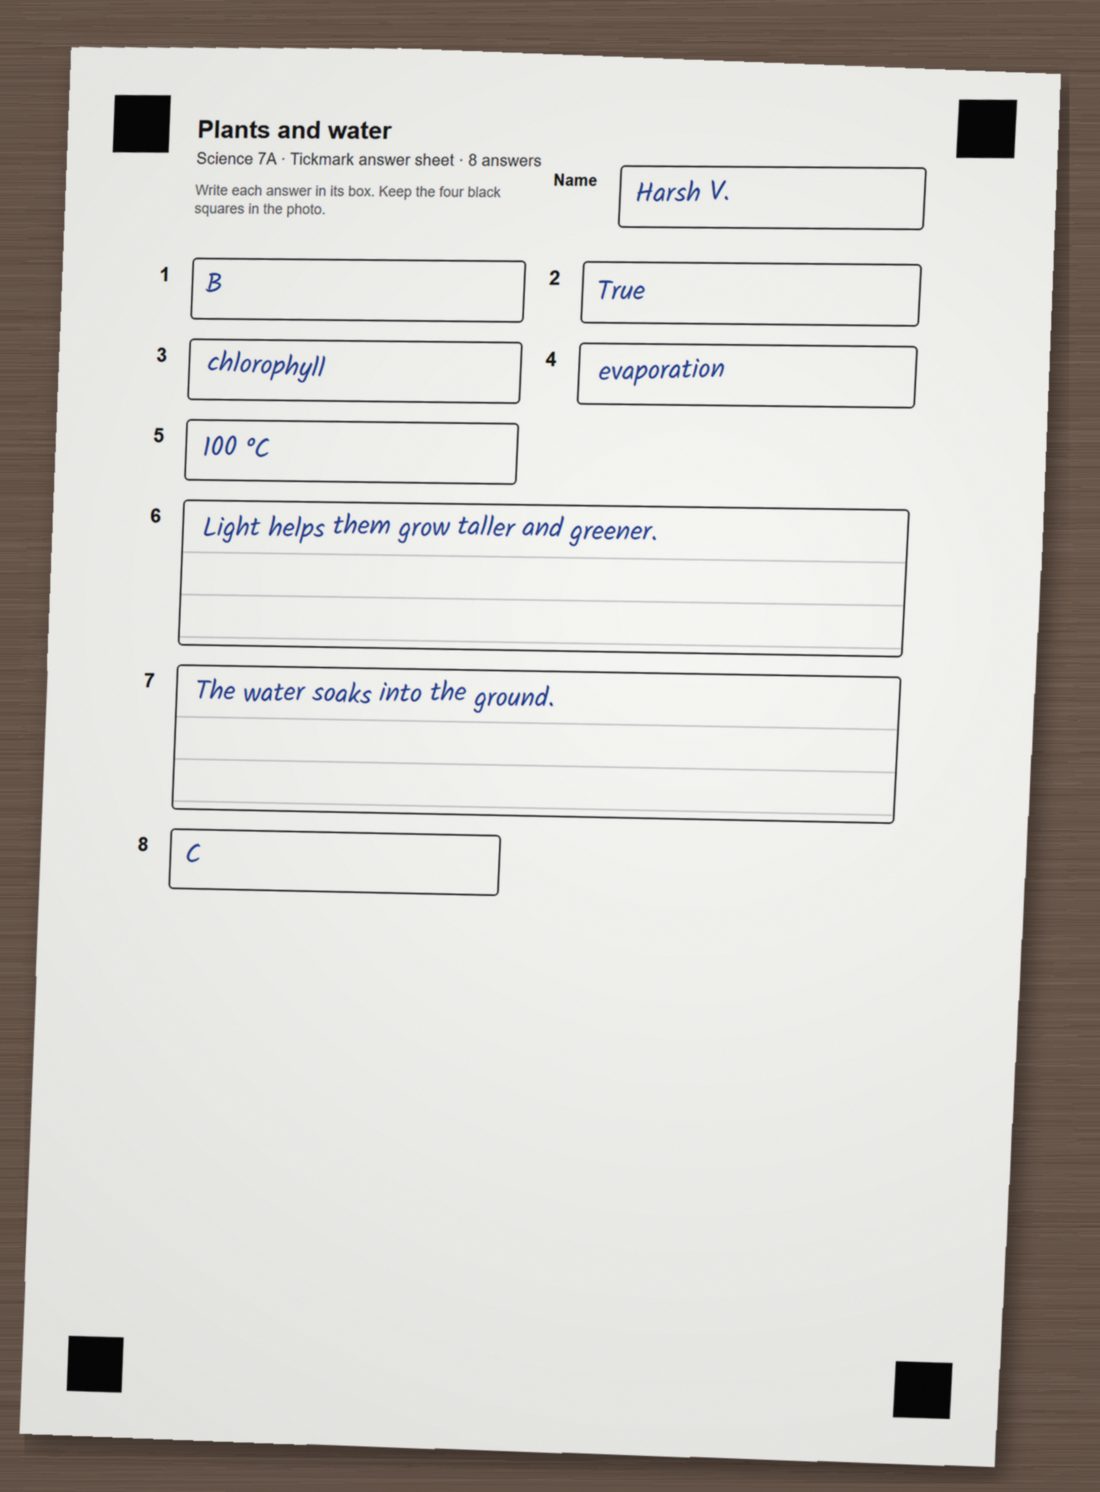 Plants and water
Science 7A · Tickmark answer sheet · 8 answers
Write each answer in its box. Keep the four black
squares in the photo.
Name Harsh V.
1 B
2 True
3 chlorophyll
4 evaporation
5 100 °C
6 Light helps them grow taller and greener.
7 The water soaks into the ground.
8 C